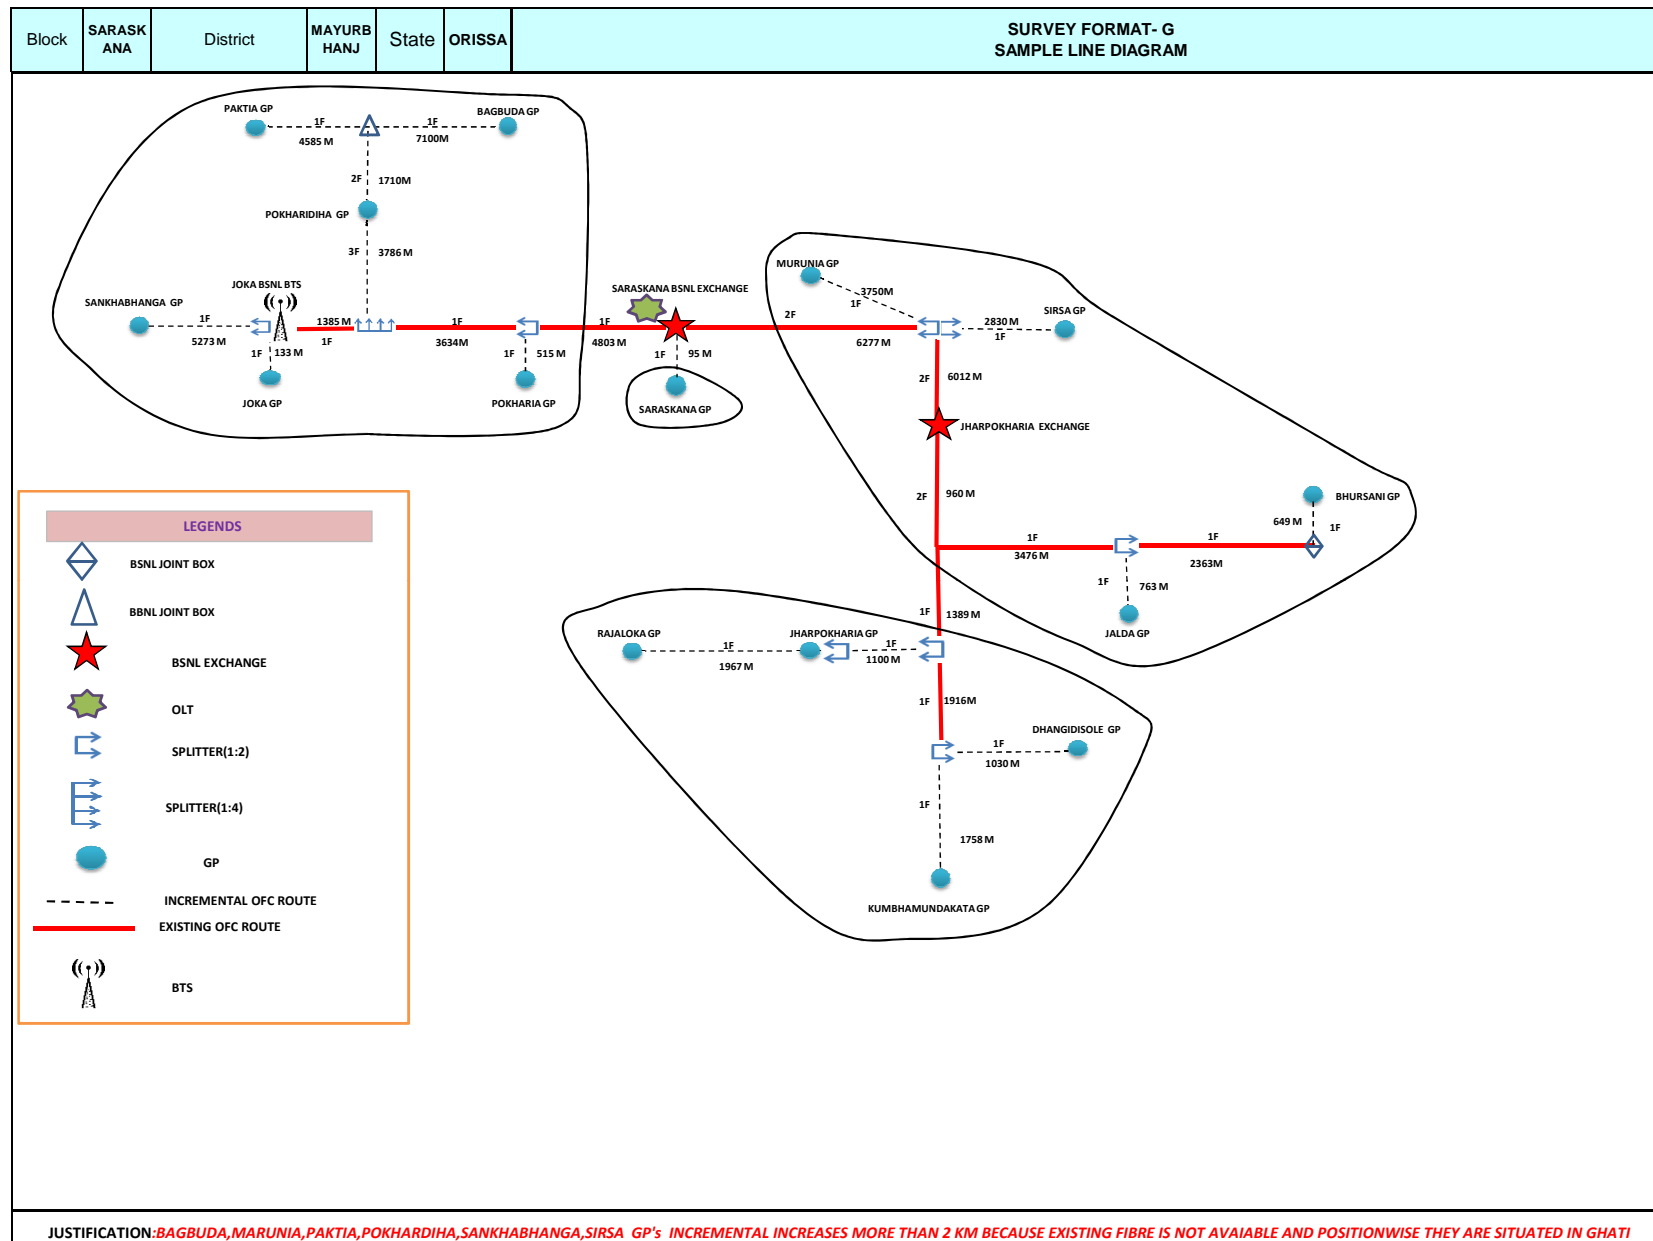 Block SARASK ANA District MAYURB HANJ State ORISSA
SURVEY FORMAT- G
SAMPLE LINE DIAGRAM
PAKTIA GP
BAGBUDA GP
1F 1F
4585 M 7100M
2F 1710M
POKHARIDIHA GP
3F 3786 M
JOKA BSNL BTS
SANKHABHANGA GP
1F
5273 M
1F 133 M
JOKA GP
1385 M
1F
1F
3634M
1F 515 M
POKHARIA GP
SARASKANA BSNL EXCHANGE
1F
4803 M
1F 95 M
SARASKANA GP
MURUNIA GP
3750M
1F
2F
6277 M
SIRSA GP
2830 M
1F
2F 6012 M
JHARPOKHARIA EXCHANGE
2F 960 M
BHURSANI GP
649 M 1F
1F
3476 M
1F
2363M
1F 763 M
JALDA GP
1F 1389 M
RAJALOKA GP
1F
1967 M
JHARPOKHARIA GP
1F
1100 M
1F 1916M
DHANGIDISOLE GP
1F
1030 M
1F
1758 M
KUMBHAMUNDAKATA GP
LEGENDS
BSNL JOINT BOX
BBNL JOINT BOX
BSNL EXCHANGE
OLT
SPLITTER(1:2)
SPLITTER(1:4)
GP
INCREMENTAL OFC ROUTE
EXISTING OFC ROUTE
BTS
JUSTIFICATION:BAGBUDA,MARUNIA,PAKTIA,POKHARDIHA,SANKHABHANGA,SIRSA GP's INCREMENTAL INCREASES MORE THAN 2 KM BECAUSE EXISTING FIBRE IS NOT AVAIABLE AND POSITIONWISE THEY ARE SITUATED IN GHATI